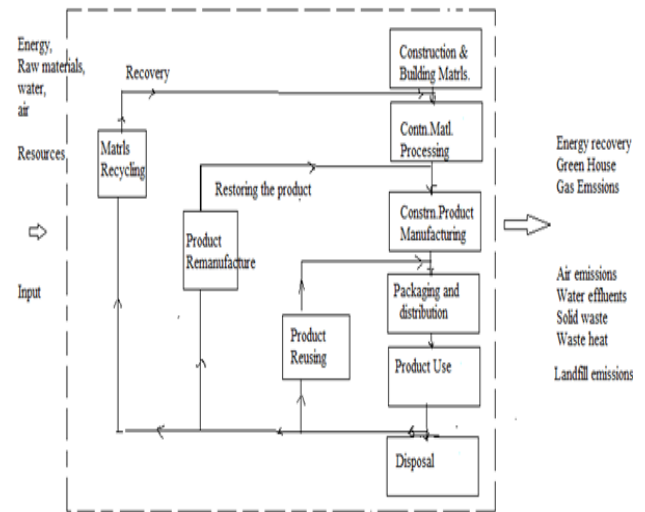 Energy,
Raw materials,
water,
air
Resources
Input
Recovery
Matrls
Recycling
Restoring the product
Product
Remanufacture
Product
Reusing
Construction &
Building Matrls.
Contn.Matl.
Processing
Constrn.Product
Manufacturing
Packaging and
distribution
Product Use
Disposal
Energy recovery
Green House
Gas Emssions
Air emissions
Water effluents
Solid waste
Waste heat
Landfill emissions